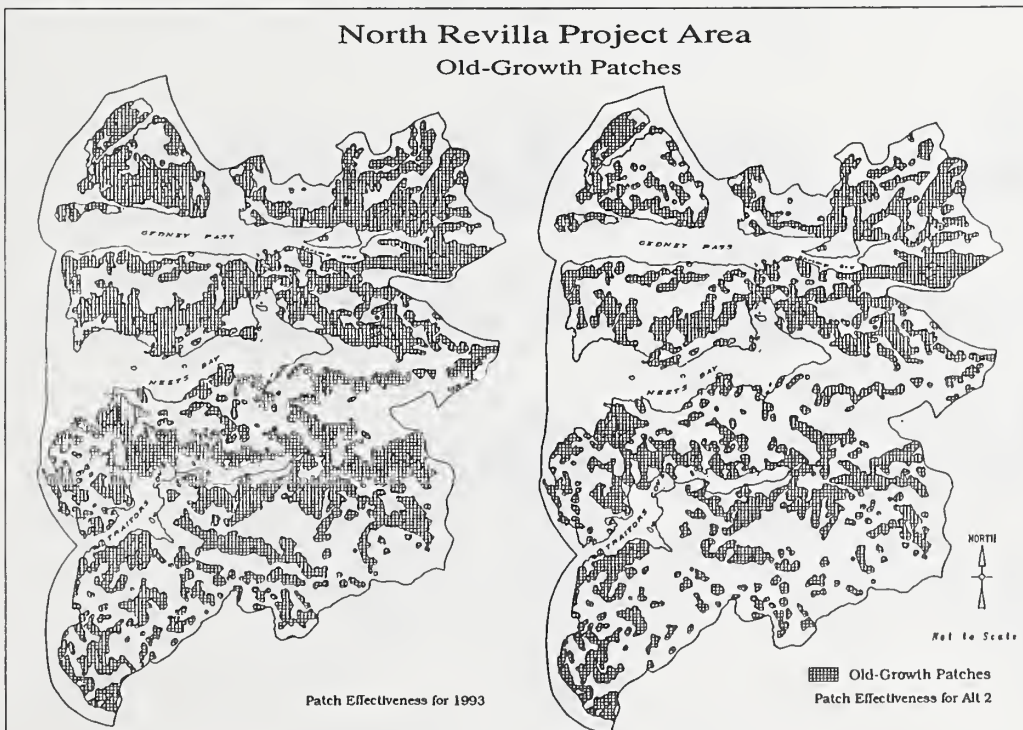 North Revilla Project Area
Old-Growth Patches
GEDNEY PASS
NEETS BAY
TRAITORS
Patch Effectiveness for 1993
GEDNEY PASS
NEETS BAY
TRAITORS
NORTH
Not to Scale
Old-Growth Patches
Patch Effectiveness for Alt 2